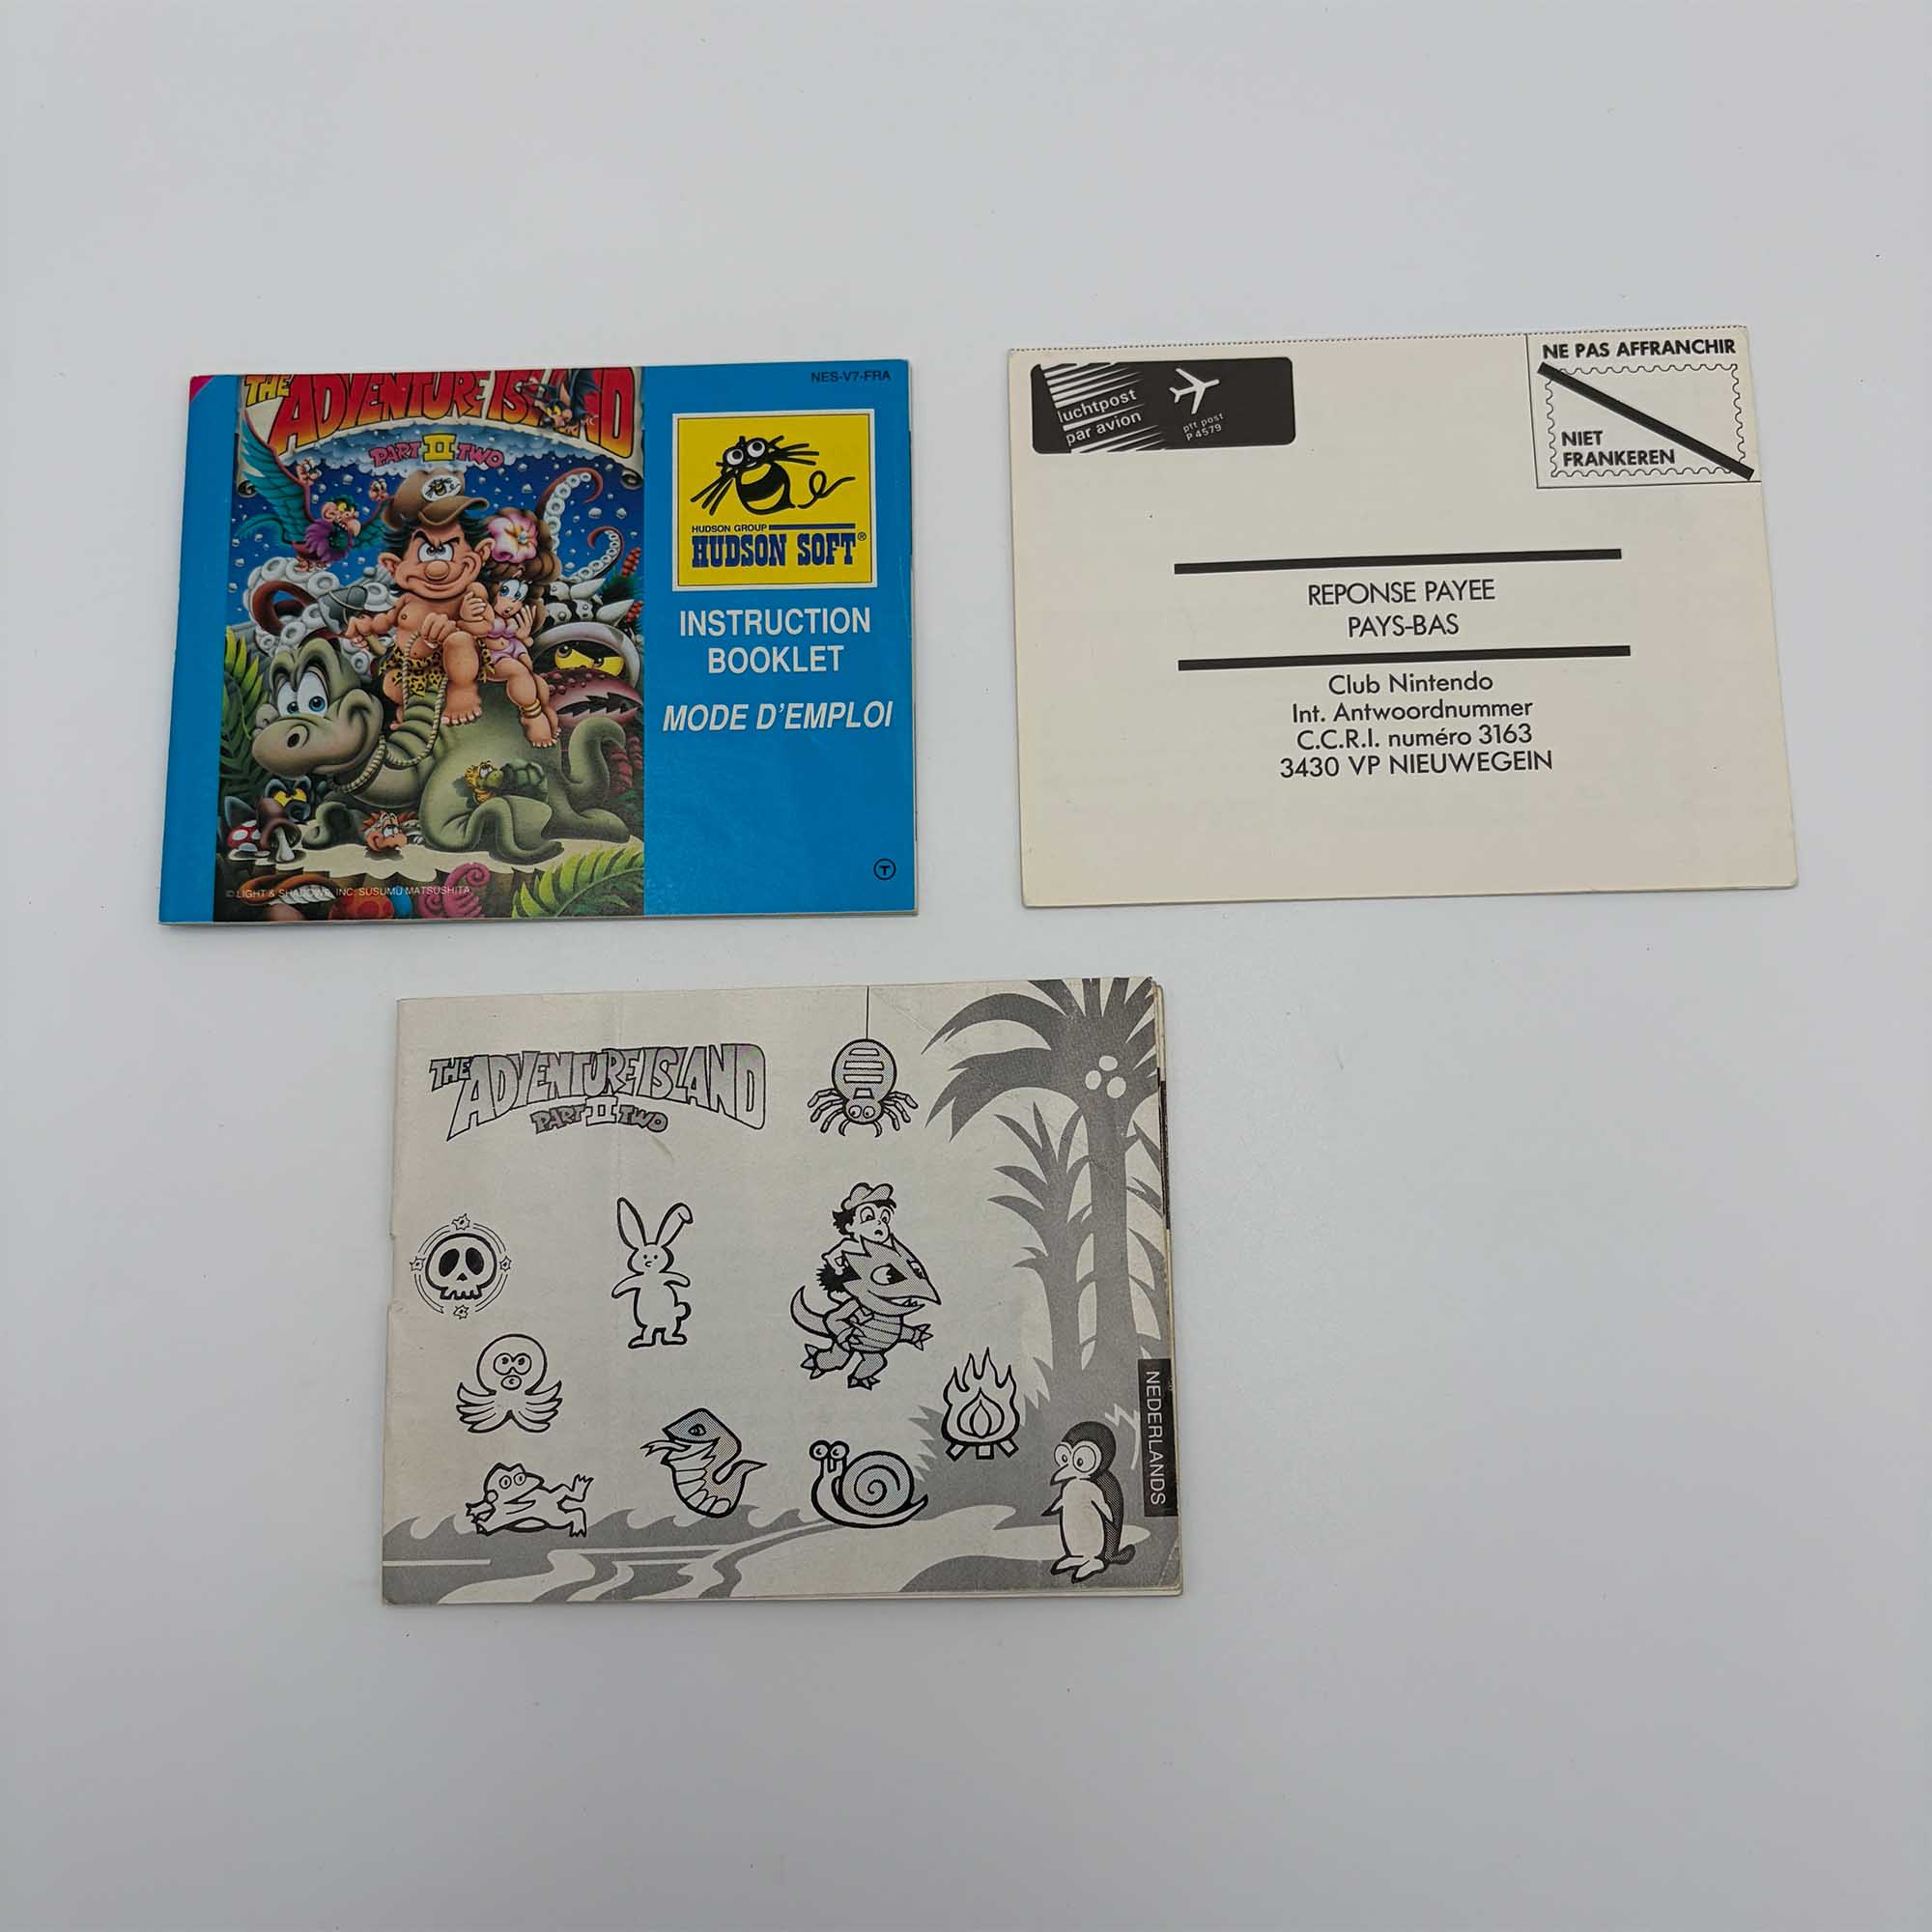 THE
ADVENTURE ISLAND
PART II TWO
© LIGHT & SHADOWS, INC. SUSUMU MATSUSHITA
NES-V7-FRA
HUDSON GROUP
HUDSON SOFT®
INSTRUCTION
BOOKLET
MODE D'EMPLOI
T
luchtpost
par avion
ptt post
P 4579
NE PAS AFFRANCHIR
NIET
FRANKEREN
REPONSE PAYEE
PAYS-BAS
Club Nintendo
Int. Antwoordnummer
C.C.R.I. numéro 3163
3430 VP NIEUWEGEIN
THE ADVENTURE ISLAND
PART II TWO
NEDERLANDS